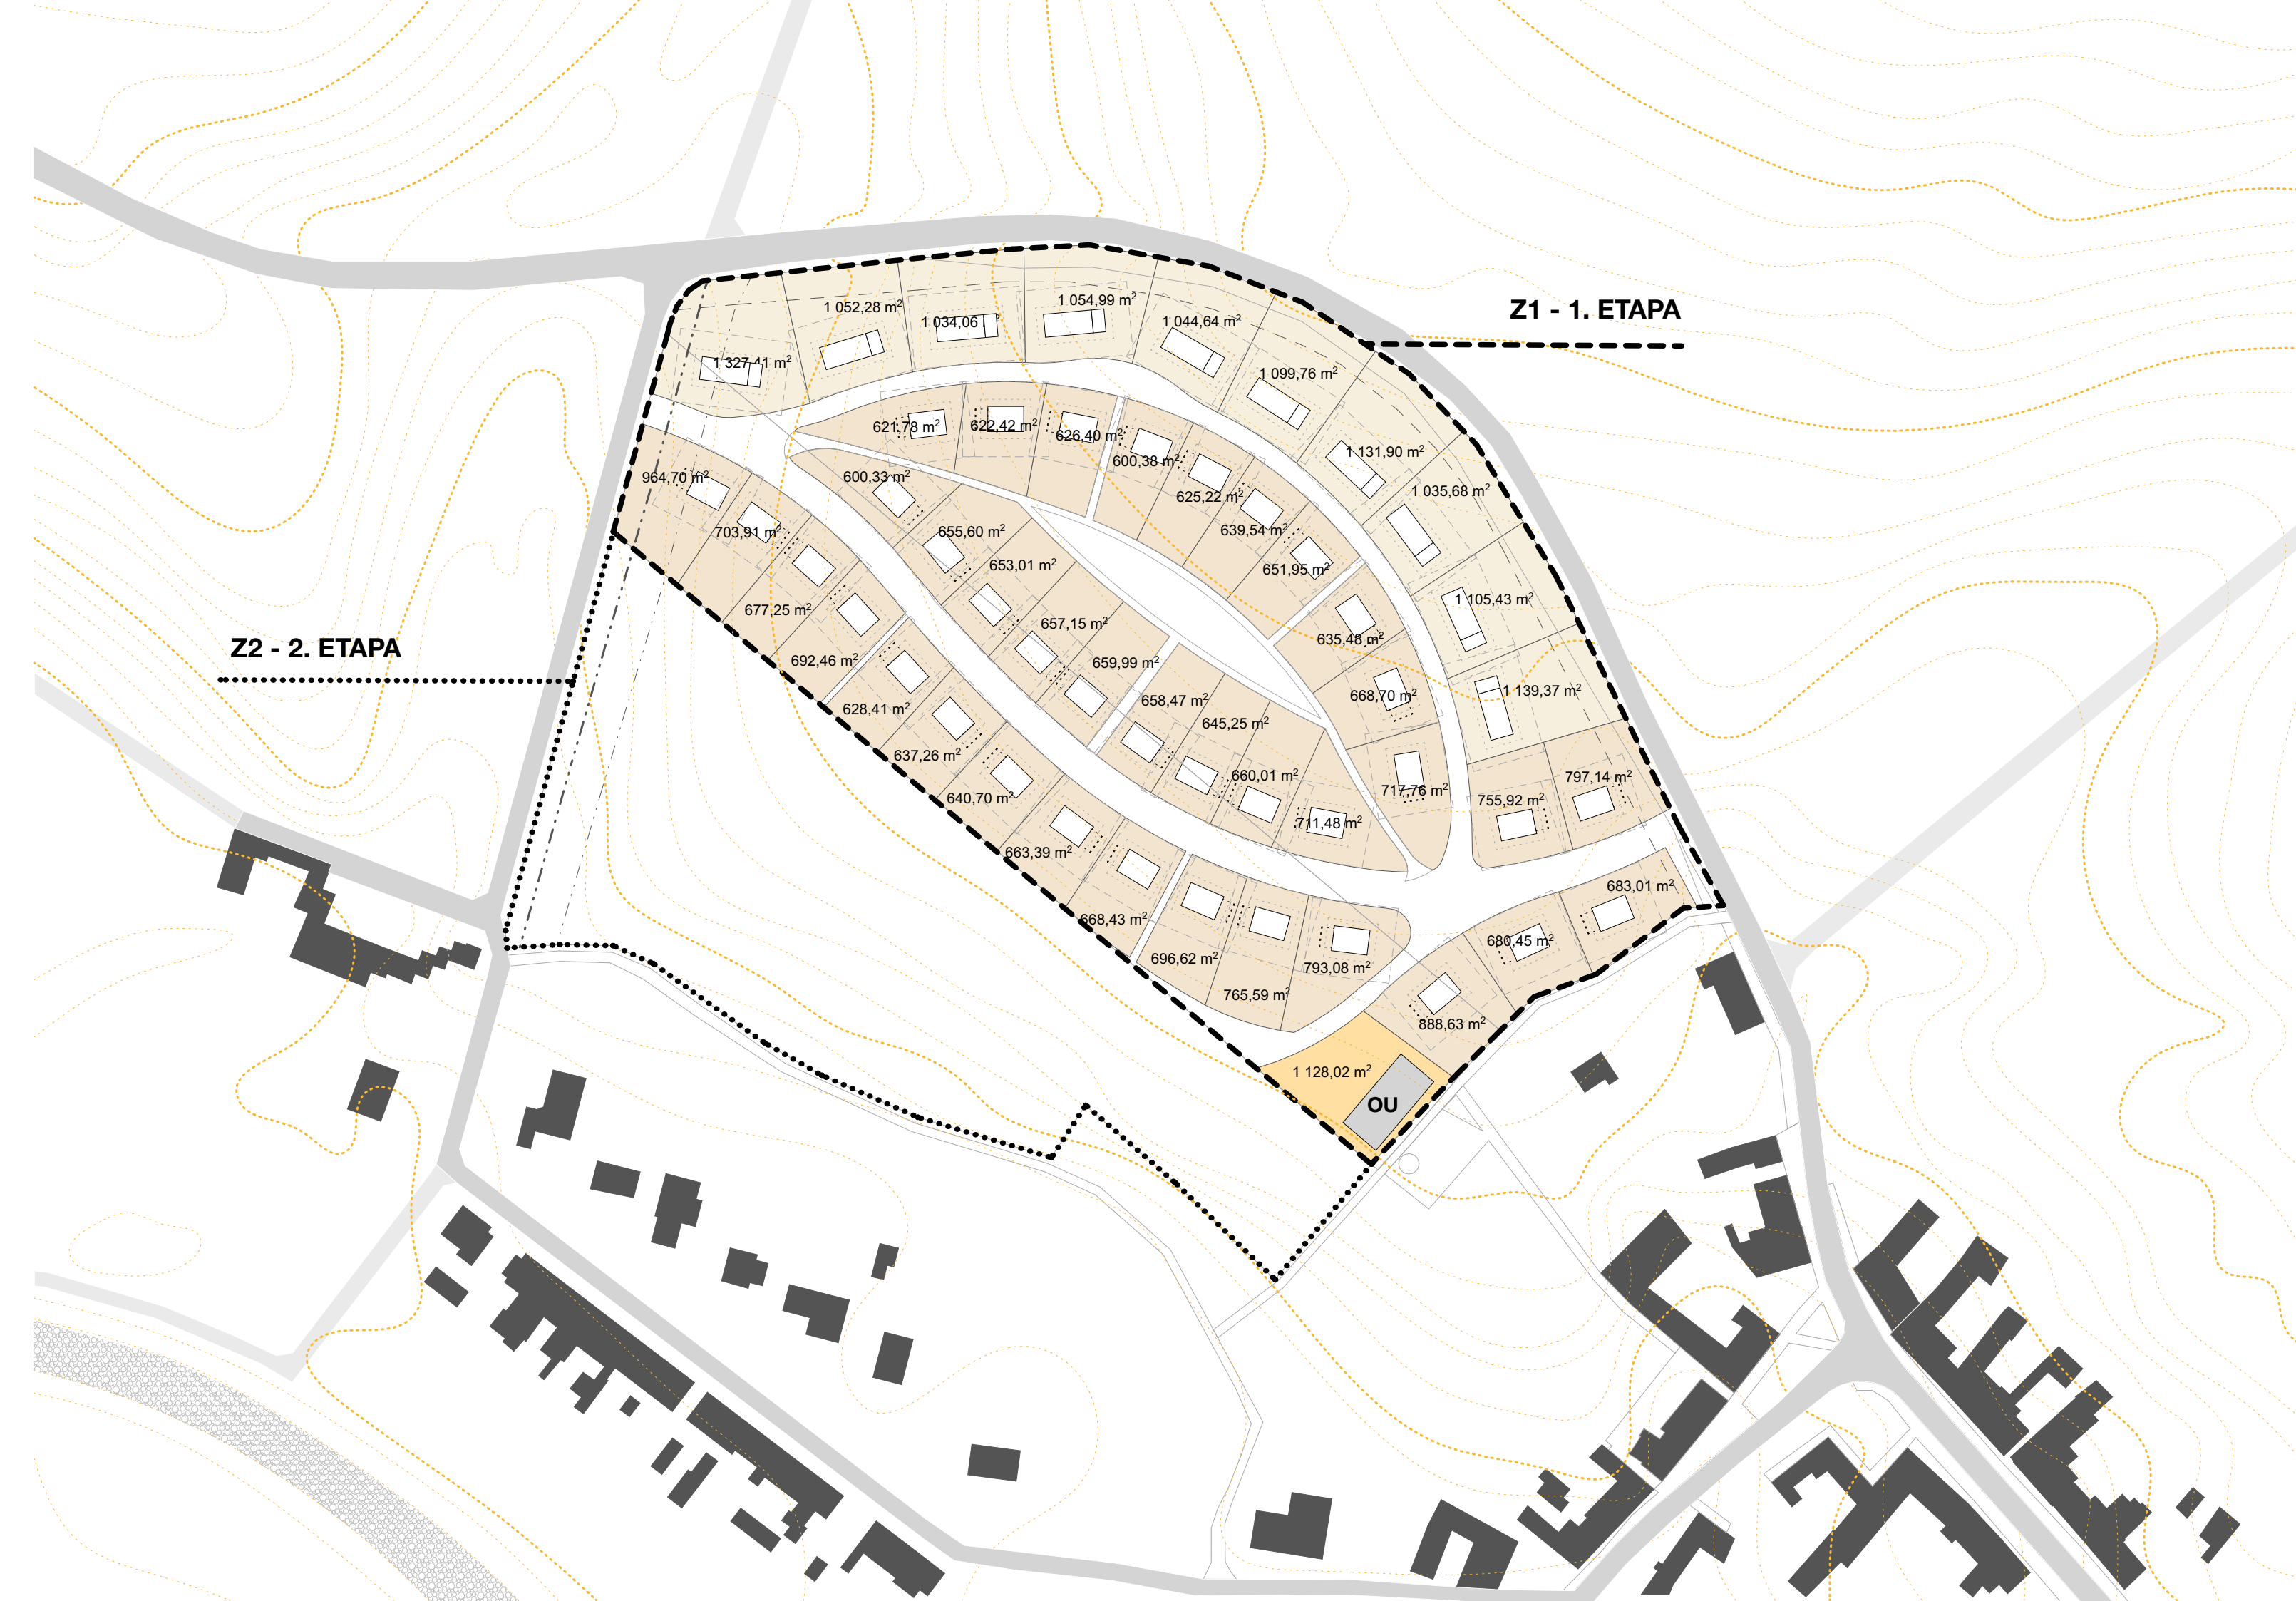 Z1 - 1. ETAPA
1 052,28 m²
1 034,06
1 054,99 m²
1 044,64 m²
1 327,41 m²
1 099,76 m²
621,78 m²
622,42 m²
626,40 m²
600,38 m²
1 131,90 m²
964,70 m²
600,33 m²
625,22 m²
1 035,68 m²
703,91 m²
655,60 m²
639,54 m²
653,01 m²
651,95 m²
1 105,43 m²
677,25 m²
657,15 m²
635,48 m²
Z2 - 2. ETAPA
692,46 m²
659,99 m²
668,70 m²
1 139,37 m²
628,41 m²
658,47 m²
645,25 m²
637,26 m²
660,01 m²
717,76 m²
797,14 m²
640,70 m²
711,48 m²
755,92 m²
663,39 m²
683,01 m²
668,43 m²
680,45 m²
696,62 m²
793,08 m²
765,59 m²
888,63 m²
1 128,02 m²
OU